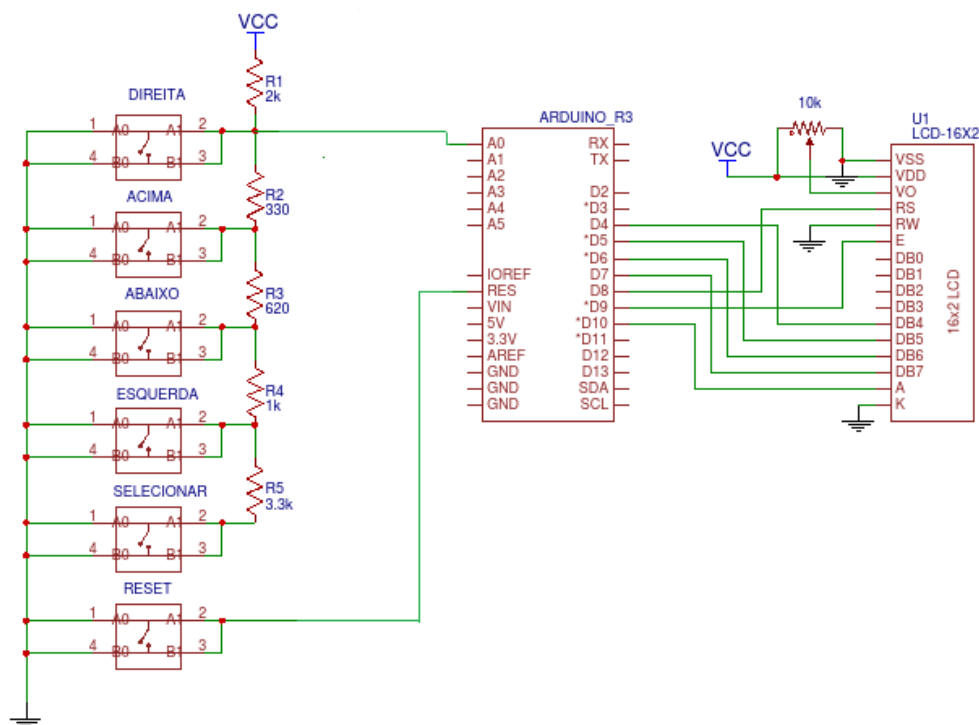 VCC
R1
2k
DIREITA
1 A0 A1 2
4 B0 B1 3
R2
330
ACIMA
1 A0 A1 2
4 B0 B1 3
R3
620
ABAIXO
1 A0 A1 2
4 B0 B1 3
R4
1k
ESQUERDA
1 A0 A1 2
4 B0 B1 3
R5
3.3k
SELECIONAR
1 A0 A1 2
4 B0 B1 3
RESET
1 A0 A1 2
4 B0 B1 3
ARDUINO_R3
A0
A1
A2
A3
A4
A5
IOREF
RES
VIN
5V
3.3V
AREF
GND
GND
GND
RX
TX
D2
*D3
D4
*D5
*D6
D7
D8
*D9
*D10
*D11
D12
D13
SDA
SCL
10k
VCC
U1
LCD-16X2
VSS
VDD
VO
RS
RW
E
DB0
DB1
DB2
DB3
DB4
DB5
DB6
DB7
A
K
16x2 LCD